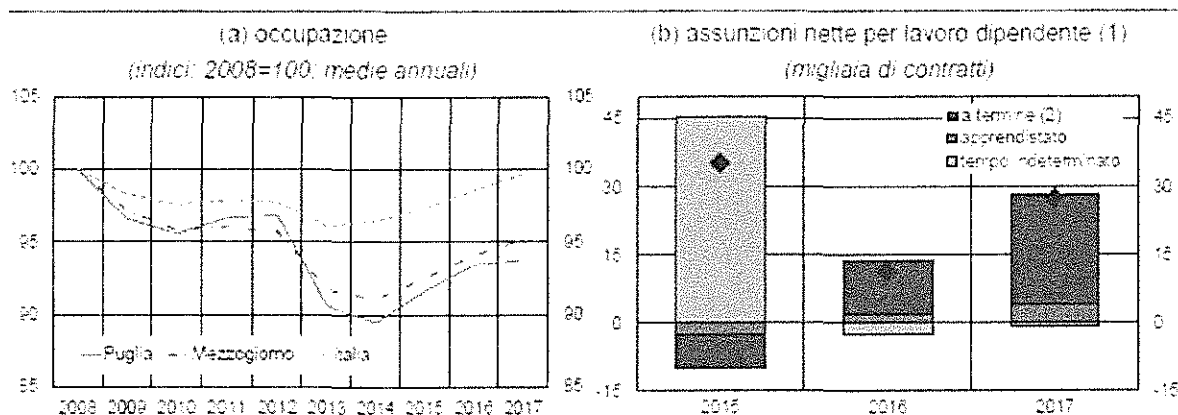 (a) occupazione
(indici: 2008=100; medie annuali)
105 105
100 100
95 95
90 90
85 85
Puglia Mezzogiorno Italia
2008 2009 2010 2011 2012 2013 2014 2015 2016 2017
(b) assunzioni nette per lavoro dipendente (1)
(migliaia di contratti)
45 45
30 30
15 15
0 0
-15 -15
a termine (2)
apprendistato
tempo indeterminato
2015 2016 2017